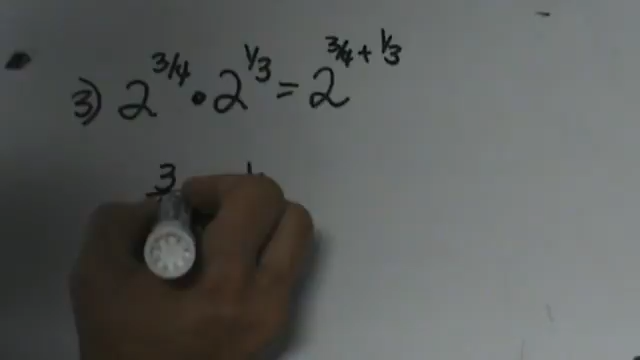 3) 2^{3/4} • 2^{1/3} = 2^{3/4 + 1/3}
3